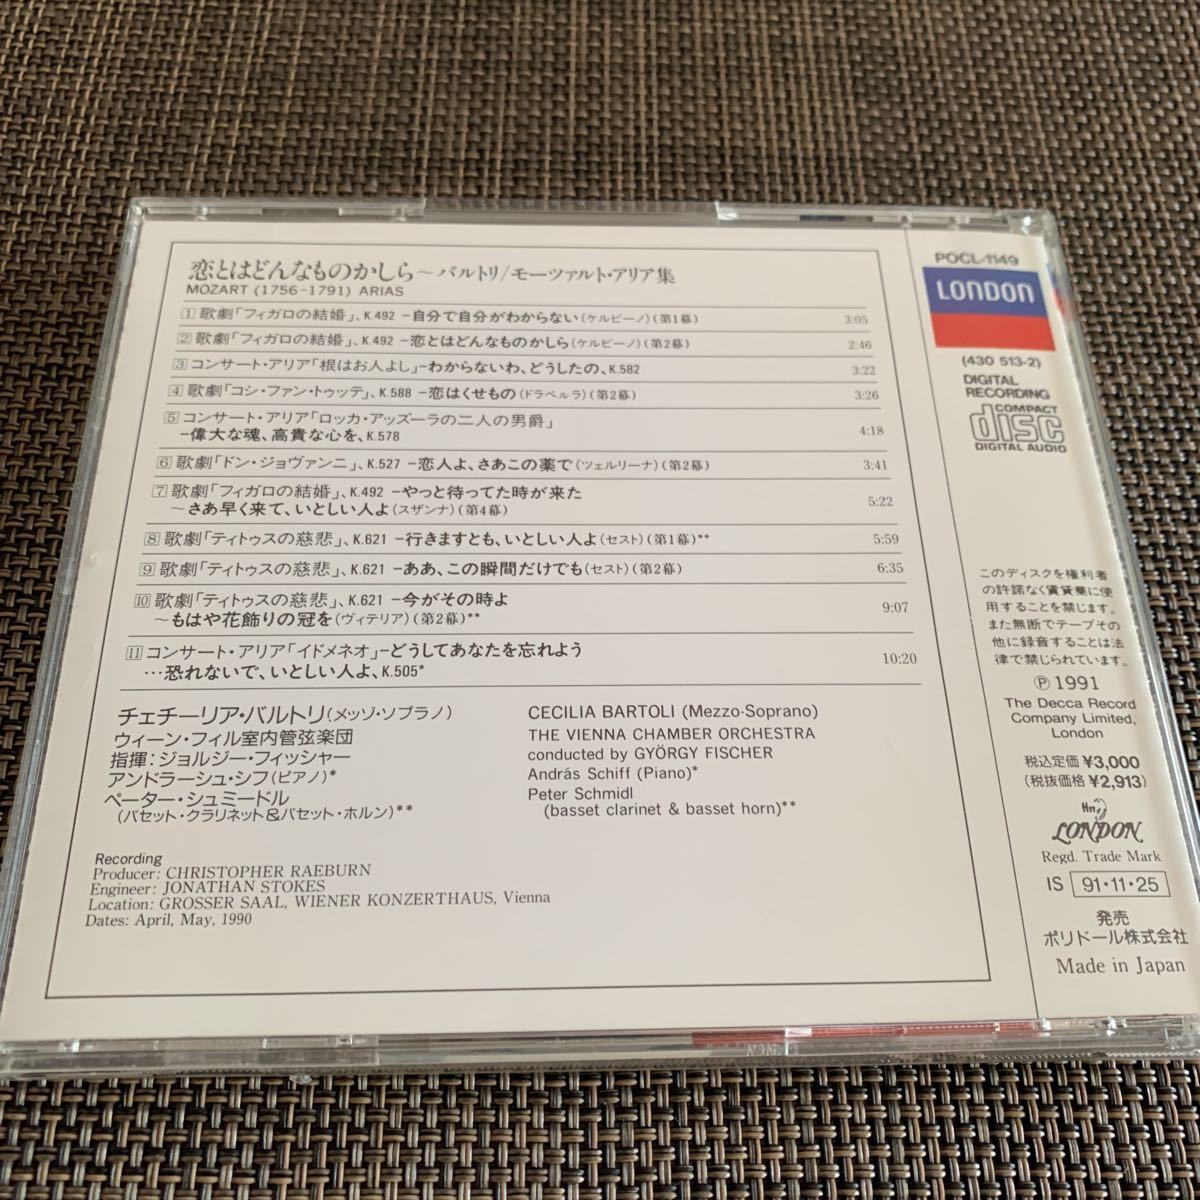 恋とはどんなものかしら～バルトリ/モーツァルト・アリア集
MOZART (1756-1791) ARIAS
1 歌劇「フィガロの結婚」、K.492 −自分で自分がわからない(ケルビーノ)(第1幕) 3:05
2 歌劇「フィガロの結婚」、K.492 −恋とはどんなものかしら(ケルビーノ)(第2幕) 2:46
3 コンサート・アリア「根はお人よし」−わからないわ、どうしたの、K.582 3:22
4 歌劇「コシ・ファン・トゥッテ」、K.588 −恋はくせもの(ドラベルラ)(第2幕) 3:26
5 コンサート・アリア「ロッカ・アッズーラの二人の男爵」
−偉大な魂、高貴な心を、K.578 4:18
6 歌劇「ドン・ジョヴァンニ」、K.527 −恋人よ、さあこの薬で(ツェルリーナ)(第2幕) 3:41
7 歌劇「フィガロの結婚」、K.492 −やっと待ってた時が来た
～さあ早く来て、いとしい人よ(スザンナ)(第4幕) 5:22
8 歌劇「ティトゥスの慈悲」、K.621 −行きますとも、いとしい人よ(セスト)(第1幕)** 5:59
9 歌劇「ティトゥスの慈悲」、K.621 −ああ、この瞬間だけでも(セスト)(第2幕) 6:35
10 歌劇「ティトゥスの慈悲」、K.621 −今がその時よ
～もはや花飾りの冠を(ヴィテリア)(第2幕)** 9:07
11 コンサート・アリア「イドメネオ」−どうしてあなたを忘れよう
…恐れないで、いとしい人よ、K.505* 10:20
チェチーリア・バルトリ(メッゾ・ソプラノ)
ウィーン・フィル室内管弦楽団
指揮：ジョルジー・フィッシャー
アンドラーシュ・シフ(ピアノ)*
ペーター・シュミードル
(バセット・クラリネット&バセット・ホルン)**
CECILIA BARTOLI (Mezzo-Soprano)
THE VIENNA CHAMBER ORCHESTRA
conducted by GYÖRGY FISCHER
András Schiff (Piano)*
Peter Schmidl
(basset clarinet & basset horn)**
Recording
Producer: CHRISTOPHER RAEBURN
Engineer: JONATHAN STOKES
Location: GROSSER SAAL, WIENER KONZERTHAUS, Vienna
Dates: April, May, 1990
POCL-1149
LONDON
(430 513-2)
DIGITAL
RECORDING
COMPACT
disc
DIGITAL AUDIO
このディスクを権利者
の許諾なく賃貸業に使
用することを禁じます。
また無断でテープその
他に録音することは法
律で禁じられています。
Ⓟ 1991
The Decca Record
Company Limited,
London
税込定価 ¥3,000
(税抜価格 ¥2,913)
LONDON
Regd. Trade Mark
IS 91・11・25
発売
ポリドール株式会社
Made in Japan